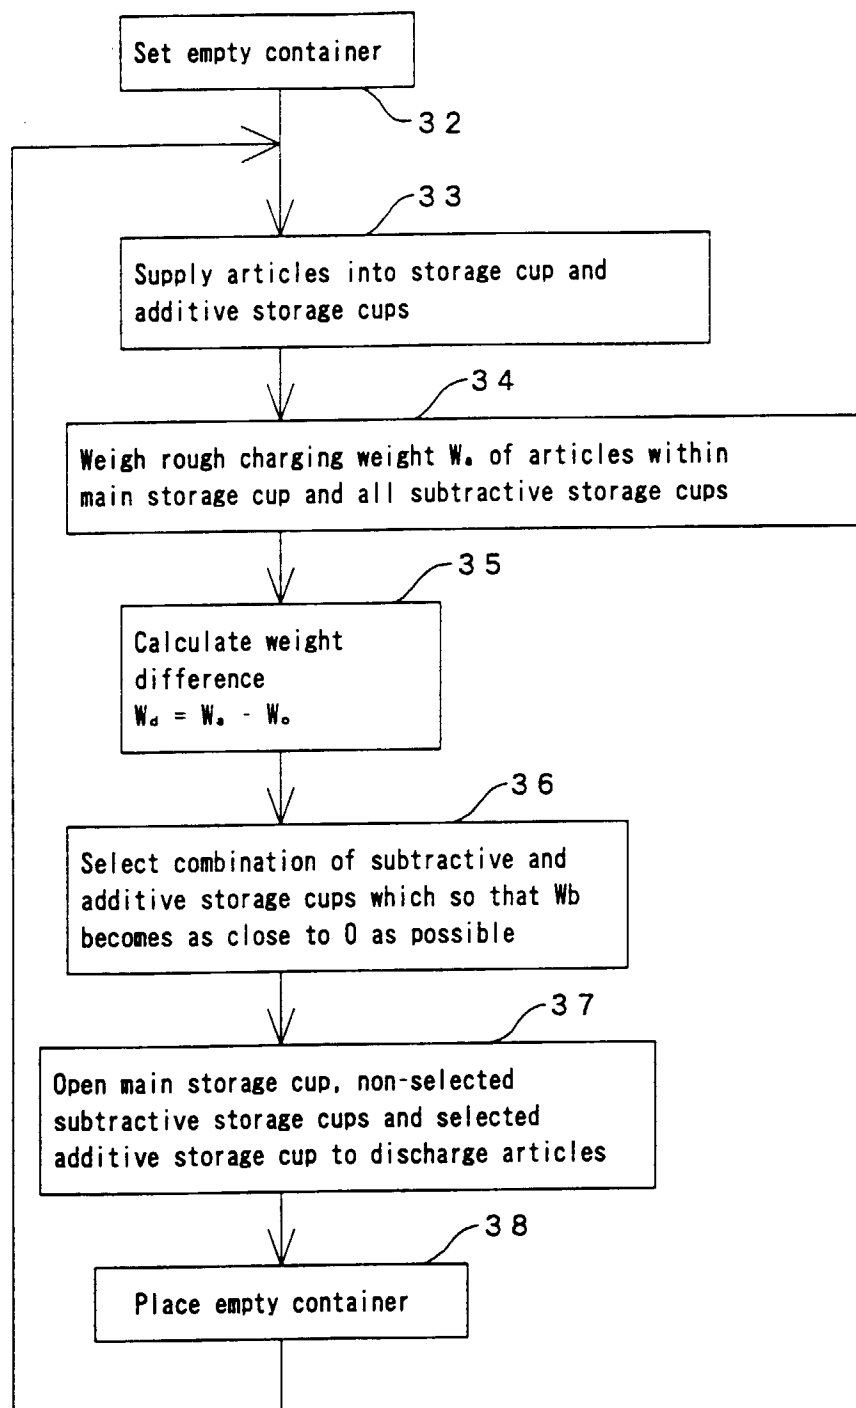 Set empty container
32
33
Supply articles into storage cup and
additive storage cups
34
Weigh rough charging weight Wₐ of articles within
main storage cup and all subtractive storage cups
35
Calculate weight
difference
W_d = Wₐ - Wₒ
36
Select combination of subtractive and
additive storage cups which so that Wb
becomes as close to 0 as possible
37
Open main storage cup, non-selected
subtractive storage cups and selected
additive storage cup to discharge articles
38
Place empty container